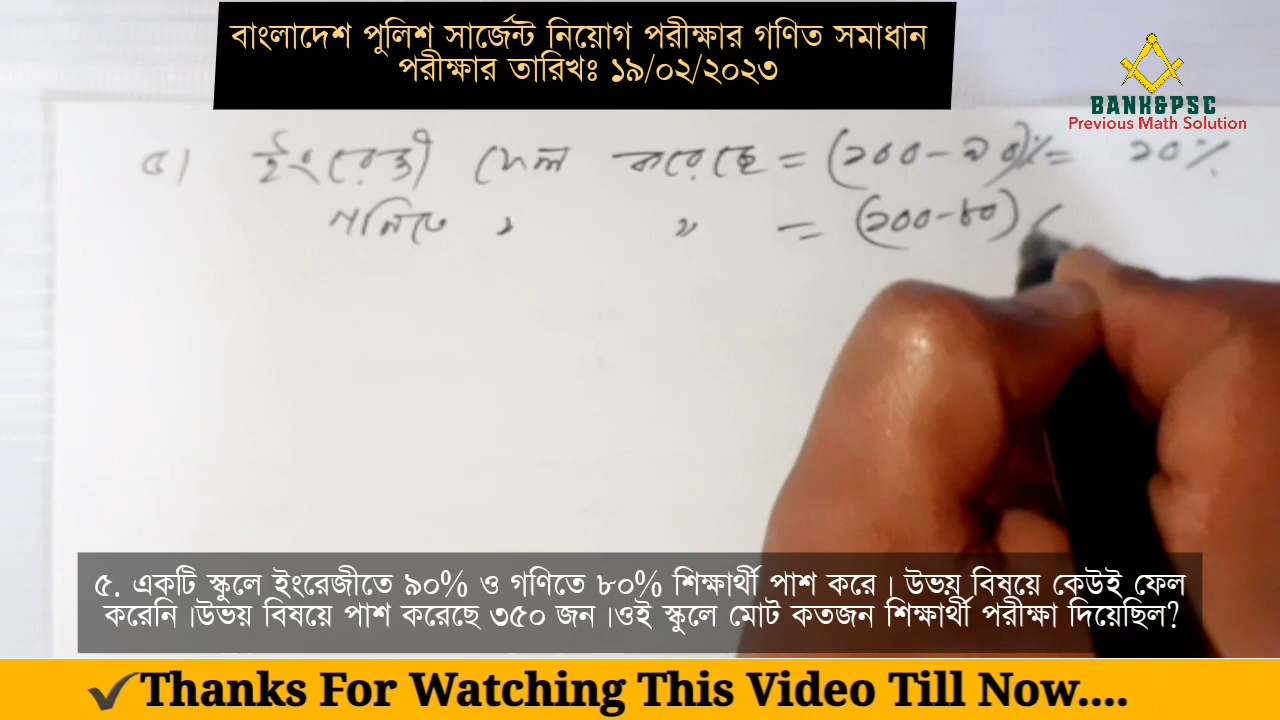 বাংলাদেশ পুলিশ সার্জেন্ট নিয়োগ পরীক্ষার গণিত সমাধান
পরীক্ষার তারিখঃ ১৯/০২/২০২৩
BANK&PSC
Previous Math Solution
৫। ইংরেজী ফেল করেছে = (১০০-৯০)% = ১০%
গনিতে " " = (১০০-৮০)
৫. একটি স্কুলে ইংরেজীতে ৯০% ও গণিতে ৮০% শিক্ষার্থী পাশ করে। উভয় বিষয়ে কেউই ফেল
করেনি।উভয় বিষয়ে পাশ করেছে ৩৫০ জন।ওই স্কুলে মোট কতজন শিক্ষার্থী পরীক্ষা দিয়েছিল?
Thanks For Watching This Video Till Now....